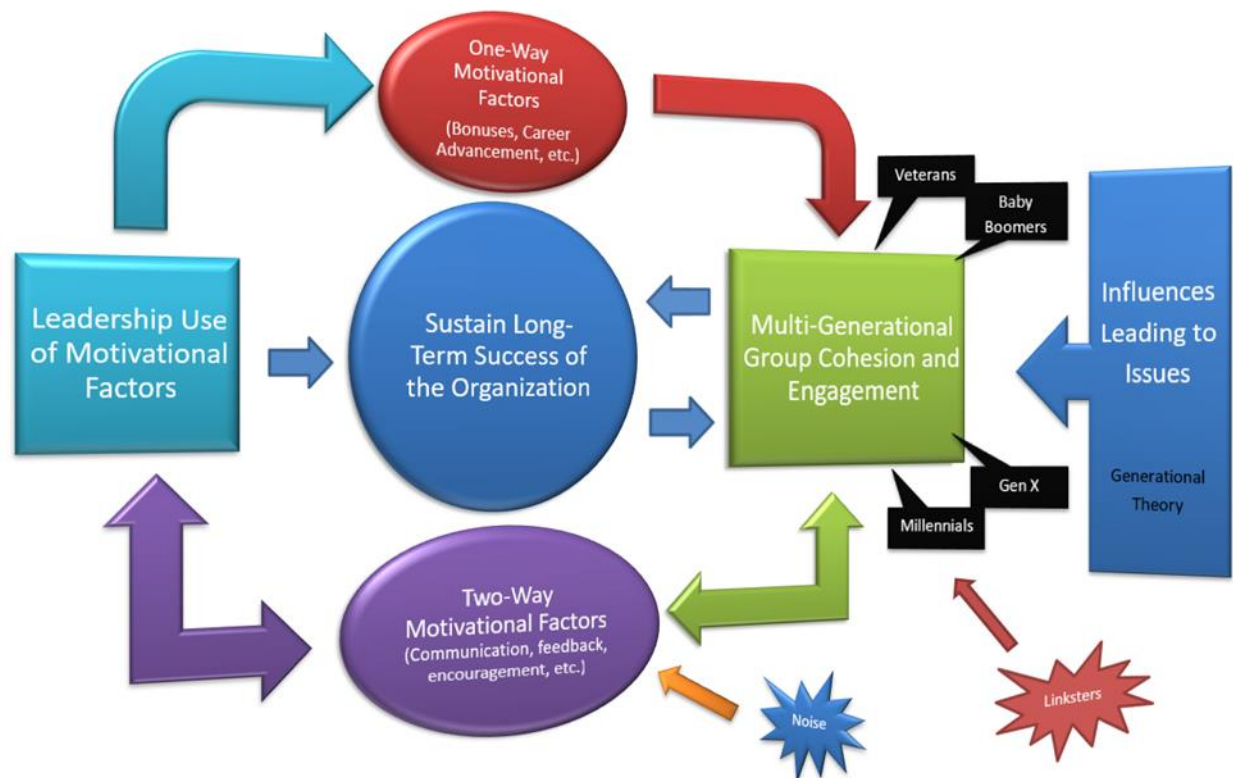 One-Way
Motivational
Factors
(Bonuses, Career
Advancement, etc.)
Veterans
Baby
Boomers
Leadership Use
of Motivational
Factors
Sustain Long-
Term Success of
the Organization
Multi-Generational
Group Cohesion and
Engagement
Influences
Leading to
Issues
Generational
Theory
Gen X
Millennials
Two-Way
Motivational Factors
(Communication, feedback,
encouragement, etc.)
Noise
Linksters